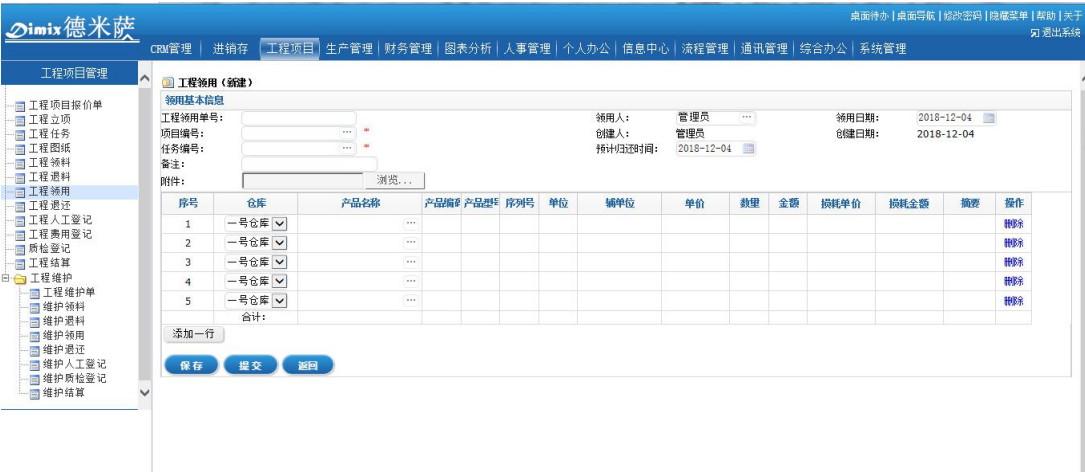 桌面待办 | 桌面导航 | 修改密码 | 隐藏菜单 | 帮助 | 关于
Dimix德米萨
退出系统
CRM管理 | 进销存 | 工程项目 | 生产管理 | 财务管理 | 图表分析 | 人事管理 | 个人办公 | 信息中心 | 流程管理 | 通讯管理 | 综合办公 | 系统管理
工程项目管理
工程项目报价单
工程立项
工程任务
工程图纸
工程领料
工程退料
工程领用
工程退还
工程人工登记
工程费用登记
质检登记
工程结算
工程维护
工程维护单
维护领料
维护退料
维护领用
维护退还
维护人工登记
维护质检登记
维护结算
工程领用（新建）
领用基本信息
工程领用单号: 领用人: 管理员 ... 领用日期: 2018-12-04
项目编号: ... * 创建人: 管理员 创建日期: 2018-12-04
任务编号: ... * 预计归还时间: 2018-12-04
备注:
附件: 浏览...
序号 仓库 产品名称 产品编码 产品型号 序列号 单位 辅单位 单价 数量 金额 损耗单价 损耗金额 摘要 操作
1 一号仓库 ... 删除
2 一号仓库 ... 删除
3 一号仓库 ... 删除
4 一号仓库 ... 删除
5 一号仓库 ... 删除
合计:
添加一行
保存 提交 返回